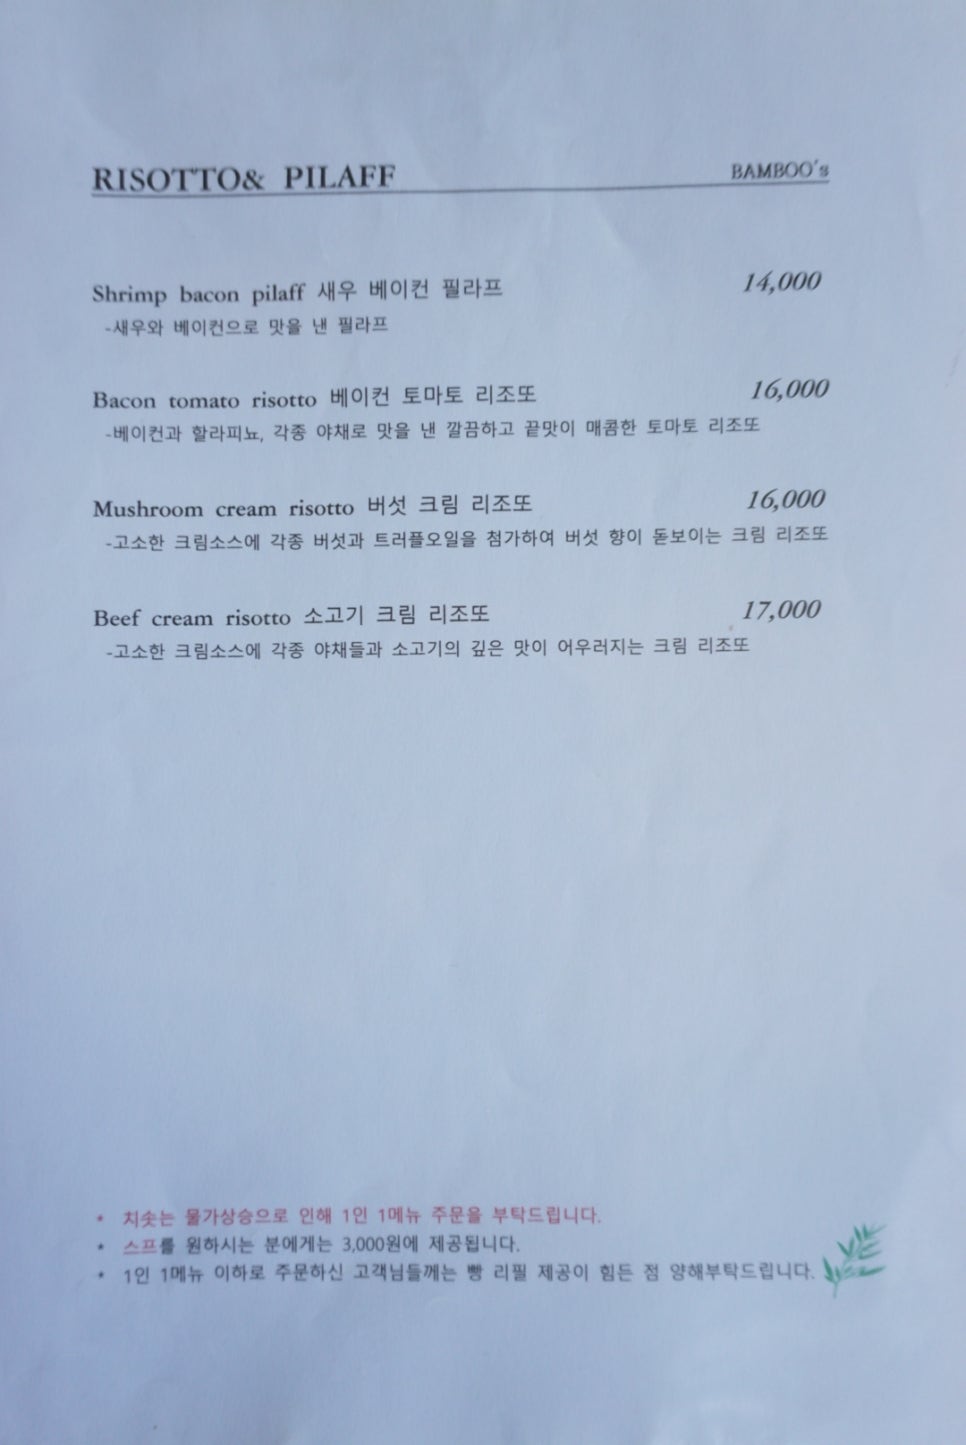 RISOTTO& PILAFF BAMBOO's
Shrimp bacon pilaff 새우 베이컨 필라프 14,000
-새우와 베이컨으로 맛을 낸 필라프
Bacon tomato risotto 베이컨 토마토 리조또 16,000
-베이컨과 할라피뇨, 각종 야채로 맛을 낸 깔끔하고 끝맛이 매콤한 토마토 리조또
Mushroom cream risotto 버섯 크림 리조또 16,000
-고소한 크림소스에 각종 버섯과 트러플오일을 첨가하여 버섯 향이 돋보이는 크림 리조또
Beef cream risotto 소고기 크림 리조또 17,000
-고소한 크림소스에 각종 야채들과 소고기의 깊은 맛이 어우러지는 크림 리조또
* 치솟는 물가상승으로 인해 1인 1메뉴 주문을 부탁드립니다.
* 스프를 원하시는 분에게는 3,000원에 제공됩니다.
* 1인 1메뉴 이하로 주문하신 고객님들께는 빵 리필 제공이 힘든 점 양해부탁드립니다.